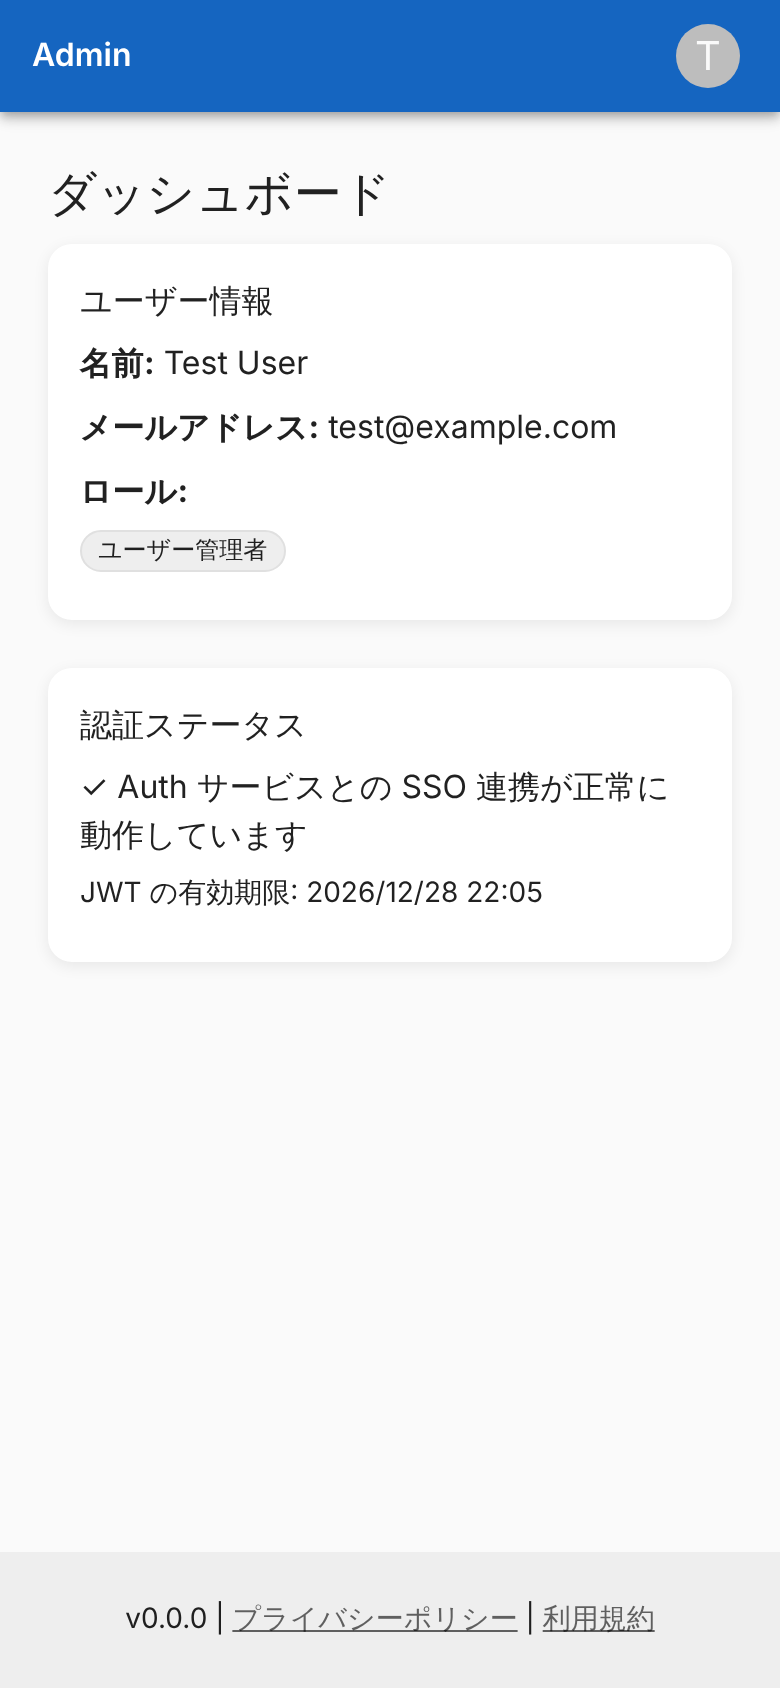 Admin
T
ダッシュボード
ユーザー情報
名前: Test User
メールアドレス: test@example.com
ロール:
ユーザー管理者
認証ステータス
✓ Auth サービスとの SSO 連携が正常に
動作しています
JWT の有効期限: 2026/12/28 22:05
v0.0.0 | プライバシーポリシー | 利用規約